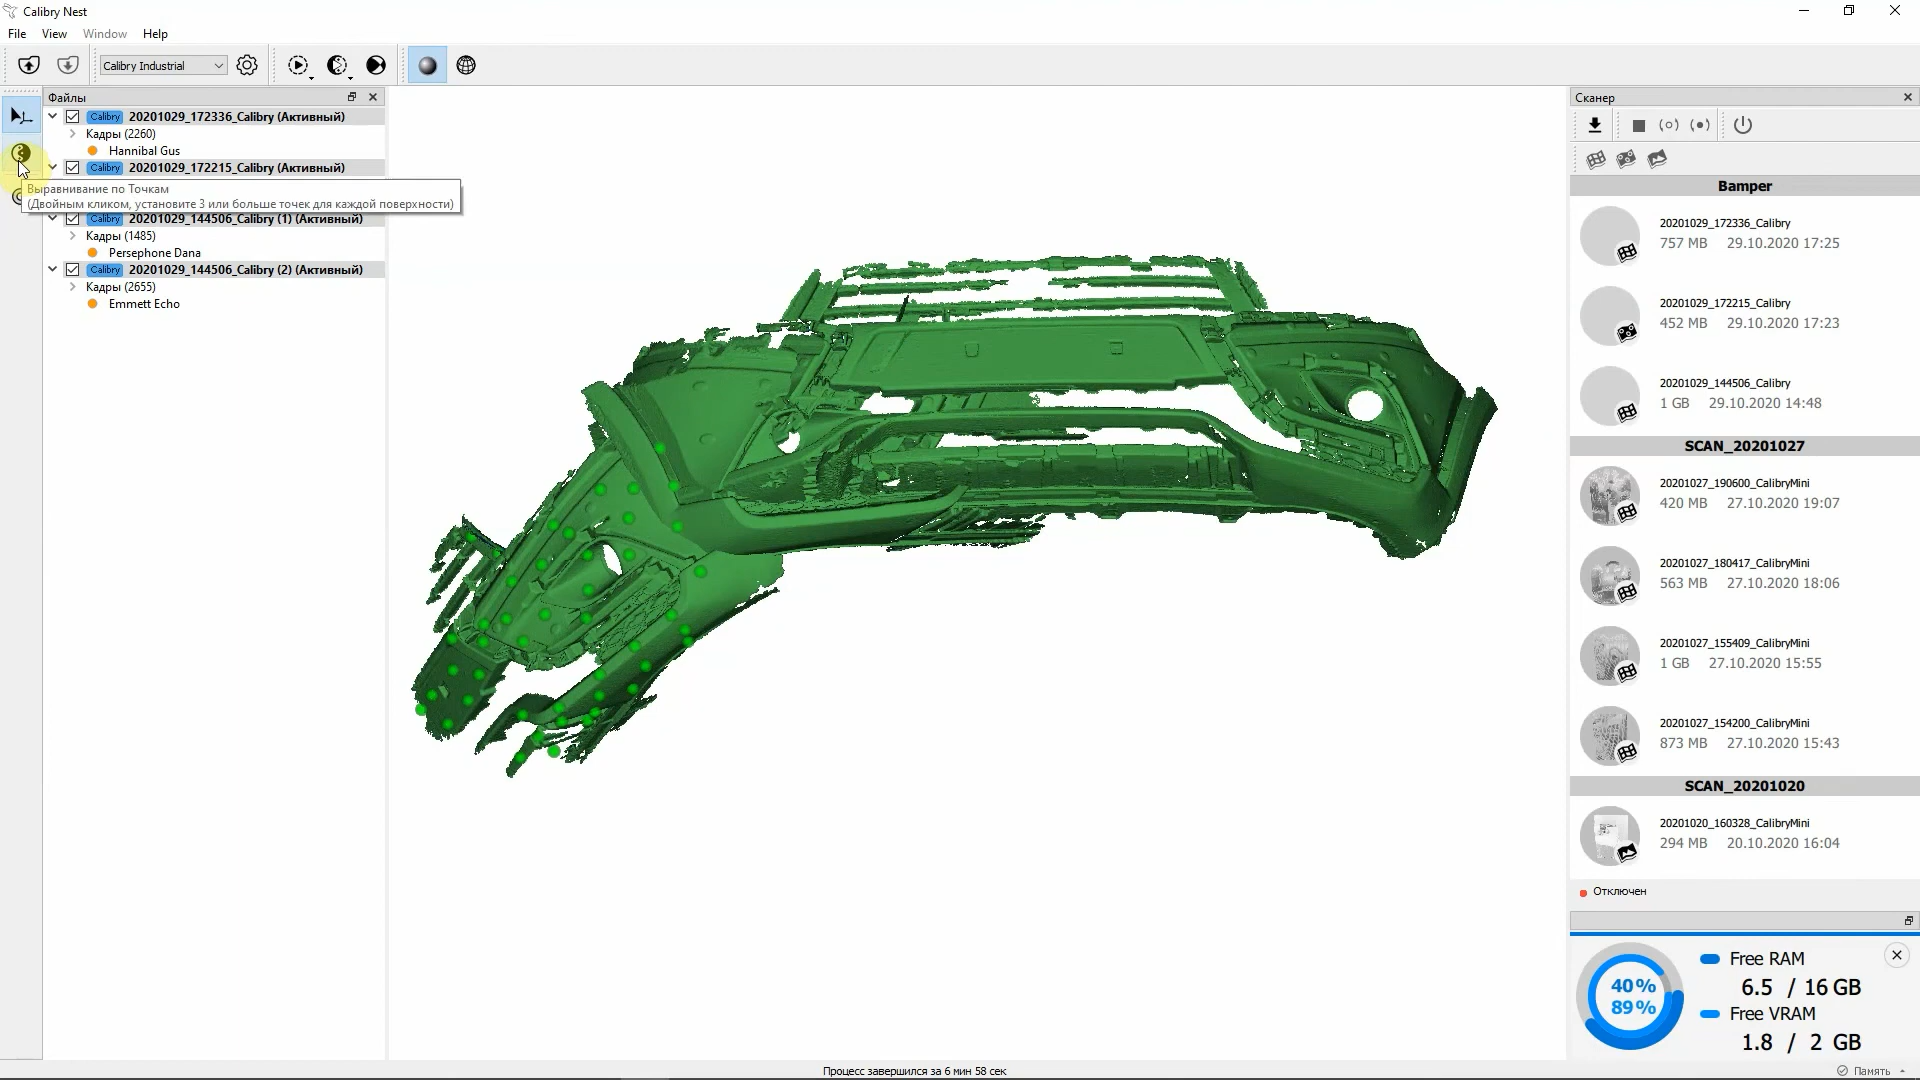 Calibry Nest
File View Window Help
Calibry Industrial
Файлы
Calibry 20201029_172336_Calibry (Активный)
Кадры (2260)
Hannibal Gus
Calibry 20201029_172215_Calibry (Активный)
Выравнивание по Точкам
(Двойным кликом, установите 3 или больше точек для каждой поверхности)
Calibry 20201029_144506_Calibry (1) (Активный)
Кадры (1485)
Persephone Dana
Calibry 20201029_144506_Calibry (2) (Активный)
Кадры (2655)
Emmett Echo
Сканер
Bamper
20201029_172336_Calibry
757 MB 29.10.2020 17:25
20201029_172215_Calibry
452 MB 29.10.2020 17:23
20201029_144506_Calibry
1 GB 29.10.2020 14:48
SCAN_20201027
20201027_190600_CalibryMini
420 MB 27.10.2020 19:07
20201027_180417_CalibryMini
563 MB 27.10.2020 18:06
20201027_155409_CalibryMini
1 GB 27.10.2020 15:55
20201027_154200_CalibryMini
873 MB 27.10.2020 15:43
SCAN_20201020
20201020_160328_CalibryMini
294 MB 20.10.2020 16:04
Отключен
40%
89%
Free RAM
6.5 / 16 GB
Free VRAM
1.8 / 2 GB
Процесс завершился за 6 мин 58 сек
Память